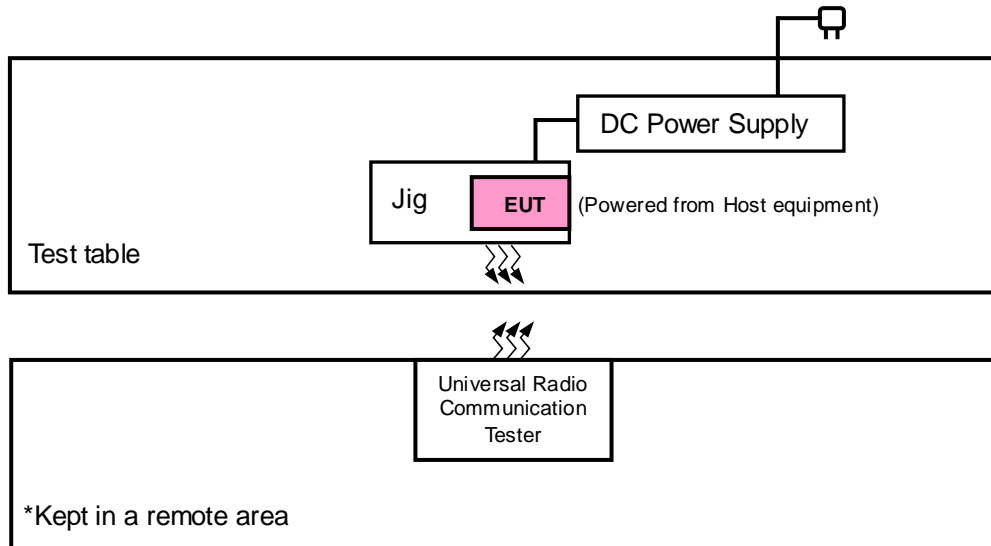 DC Power Supply
Jig
EUT
(Powered from Host equipment)
Test table
Universal Radio
Communication
Tester
*Kept in a remote area